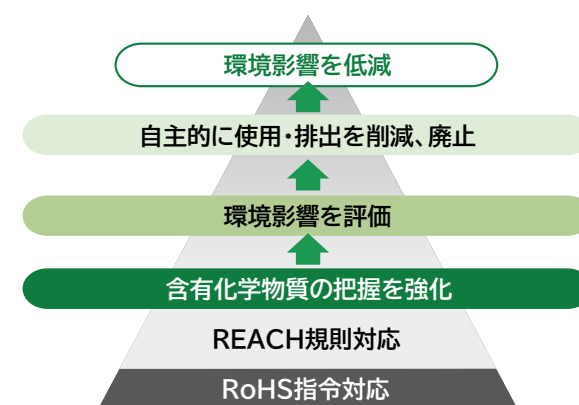 環境影響を低減
自主的に使用・排出を削減、廃止
環境影響を評価
含有化学物質の把握を強化
REACH規則対応
RoHS指令対応